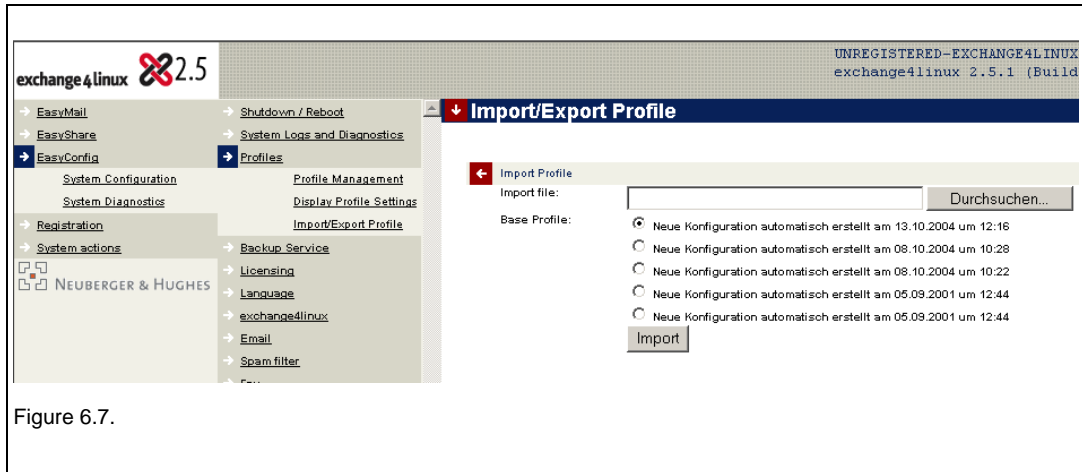 exchange4linux 2.5
UNREGISTERED-EXCHANGE4LINUX
exchange4linux 2.5.1 (Build
EasyMail
EasyShare
EasyConfig
System Configuration
System Diagnostics
Registration
System actions
NEUBERGER & HUGHES
Shutdown / Reboot
System Logs and Diagnostics
Profiles
Profile Management
Display Profile Settings
Import/Export Profile
Backup Service
Licensing
Language
exchange4linux
Email
Spam filter
Import/Export Profile
Import Profile
Import file:
Durchsuchen...
Base Profile:
Neue Konfiguration automatisch erstellt am 13.10.2004 um 12:16
Neue Konfiguration automatisch erstellt am 08.10.2004 um 10:28
Neue Konfiguration automatisch erstellt am 08.10.2004 um 10:22
Neue Konfiguration automatisch erstellt am 05.09.2001 um 12:44
Neue Konfiguration automatisch erstellt am 05.09.2001 um 12:44
Import
Figure 6.7.